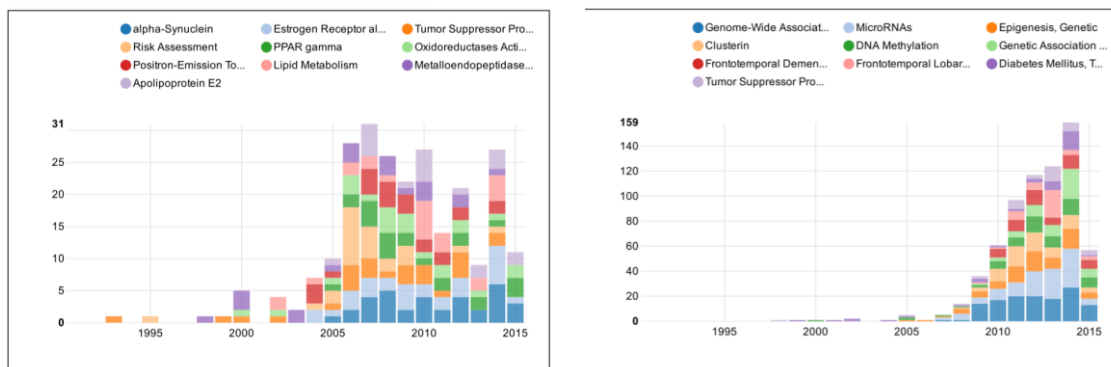 alpha-Synuclein Estrogen Receptor al... Tumor Suppressor Pro...
Risk Assessment PPAR gamma Oxidoreductases Acti...
Positron-Emission To... Lipid Metabolism Metalloendopeptidase...
Apolipoprotein E2
31
25
20
15
10
5
0
1995 2000 2005 2010 2015
Genome-Wide Associat... MicroRNAs Epigenesis, Genetic
Clusterin DNA Methylation Genetic Association ...
Frontotemporal Demen... Frontotemporal Lobar... Diabetes Mellitus, T...
Tumor Suppressor Pro...
159
140
120
100
80
60
40
20
0
1995 2000 2005 2010 2015